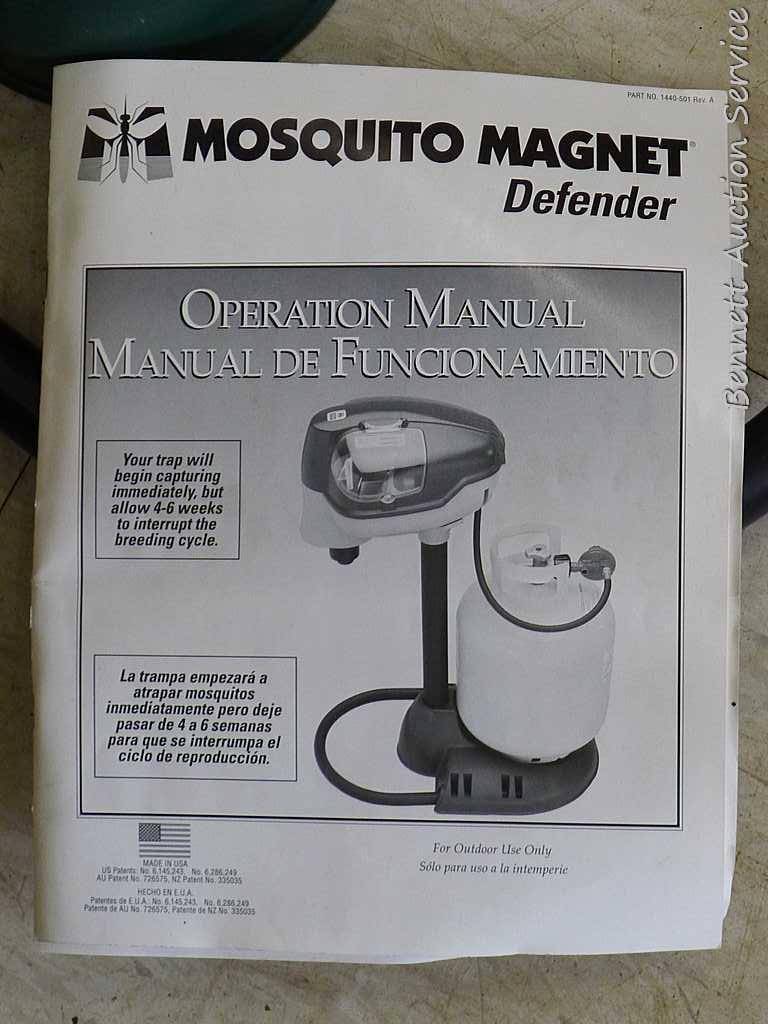 PART NO. 1440-501 Rev. A
MOSQUITO MAGNET®
Defender
OPERATION MANUAL
MANUAL DE FUNCIONAMIENTO
Your trap will
begin capturing
immediately, but
allow 4-6 weeks
to interrupt the
breeding cycle.
La trampa empezará a
atrapar mosquitos
inmediatamente pero deje
pasar de 4 a 6 semanas
para que se interrumpa el
ciclo de reproducción.
MADE IN USA
US Patents: No. 6,145,243, No. 6,286,249
AU Patent No. 726575, NZ Patent No. 335035
HECHO EN E.U.A.
Patentes de E.U.A.: No. 6,145,243, No. 6,286,249
Patente de AU No. 726575, Patente de NZ No. 335035
For Outdoor Use Only
Sólo para uso a la intemperie
Bennett Auction Service